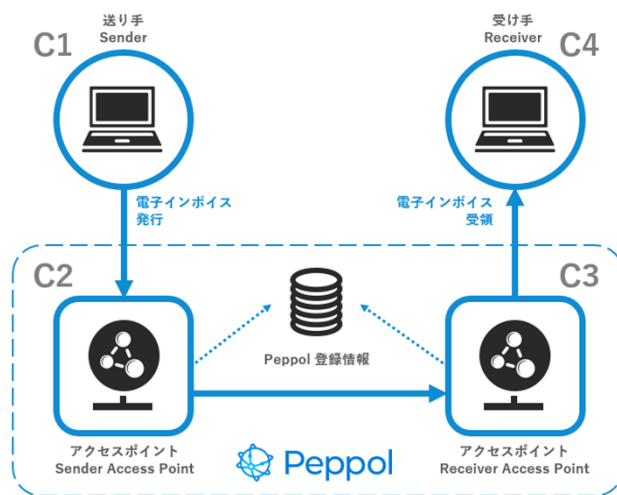 送り手
Sender
C1
受け手
Receiver
C4
電子インボイス
発行
電子インボイス
受領
C2
C3
Peppol 登録情報
アクセスポイント
Sender Access Point
Peppol
アクセスポイント
Receiver Access Point